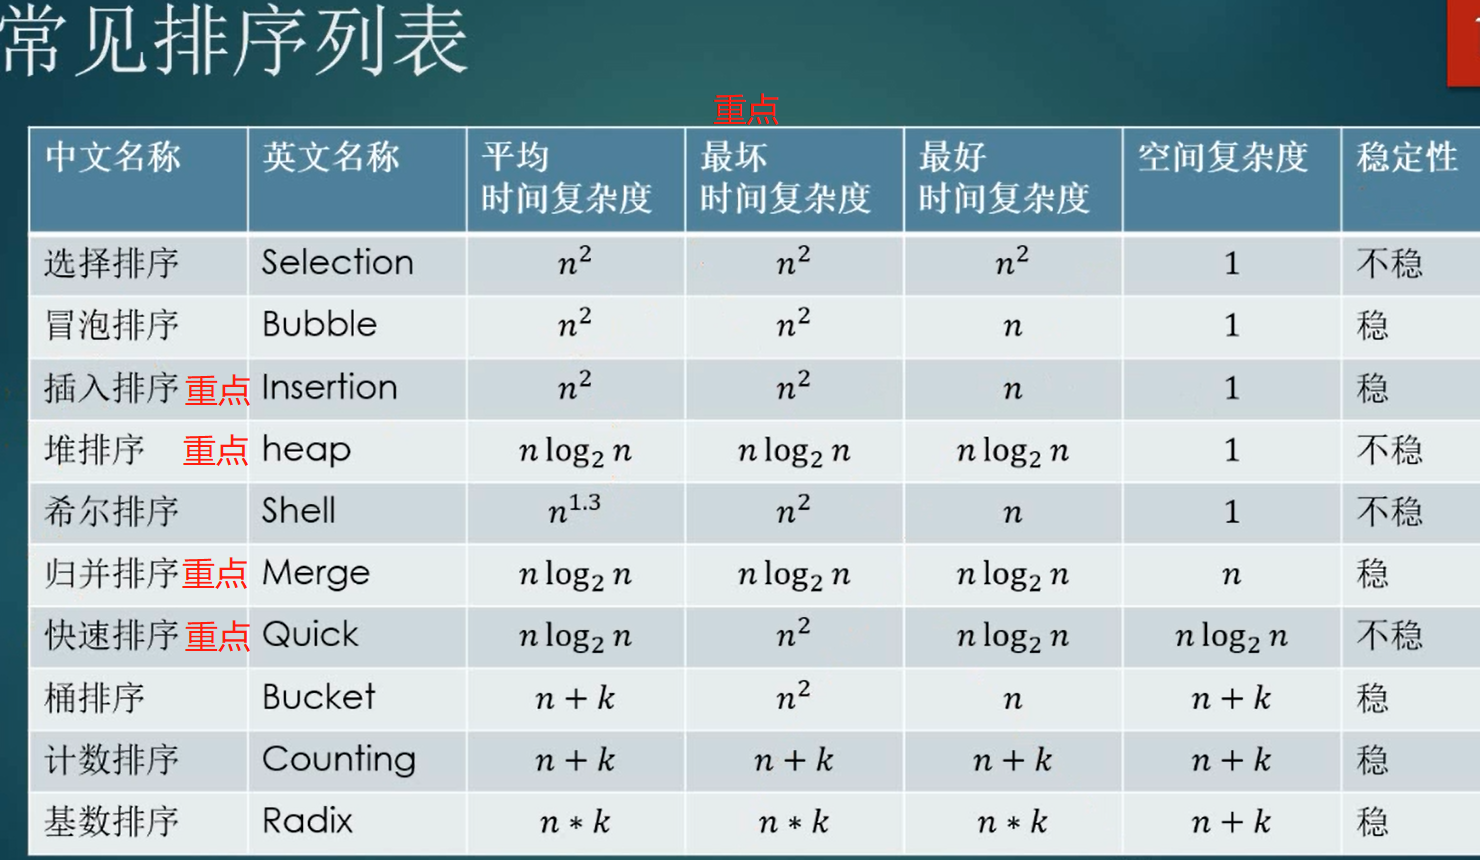 常见排序列表
重点
中文名称 英文名称 平均时间复杂度 最坏时间复杂度 最好时间复杂度 空间复杂度 稳定性
选择排序 Selection n² n² n² 1 不稳
冒泡排序 Bubble n² n² n 1 稳
插入排序 重点 Insertion n² n² n 1 稳
堆排序 重点 heap n log₂ n n log₂ n n log₂ n 1 不稳
希尔排序 Shell n¹·³ n² n 1 不稳
归并排序 重点 Merge n log₂ n n log₂ n n log₂ n n 稳
快速排序 重点 Quick n log₂ n n² n log₂ n n log₂ n 不稳
桶排序 Bucket n + k n² n n + k 稳
计数排序 Counting n + k n + k n + k n + k 稳
基数排序 Radix n * k n * k n * k n + k 稳